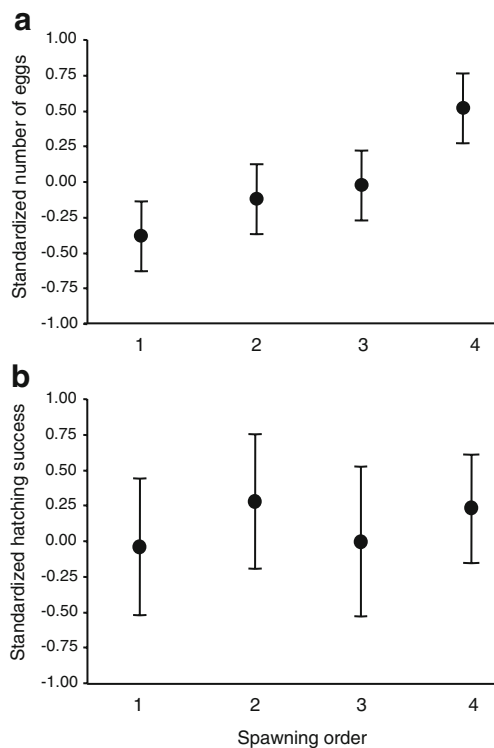 a
Standardized number of eggs
1.00
0.75
0.50
0.25
0.00
-0.25
-0.50
-0.75
-1.00
1 2 3 4
b
Standardized hatching success
1.00
0.75
0.50
0.25
0.00
-0.25
-0.50
-0.75
-1.00
1 2 3 4
Spawning order